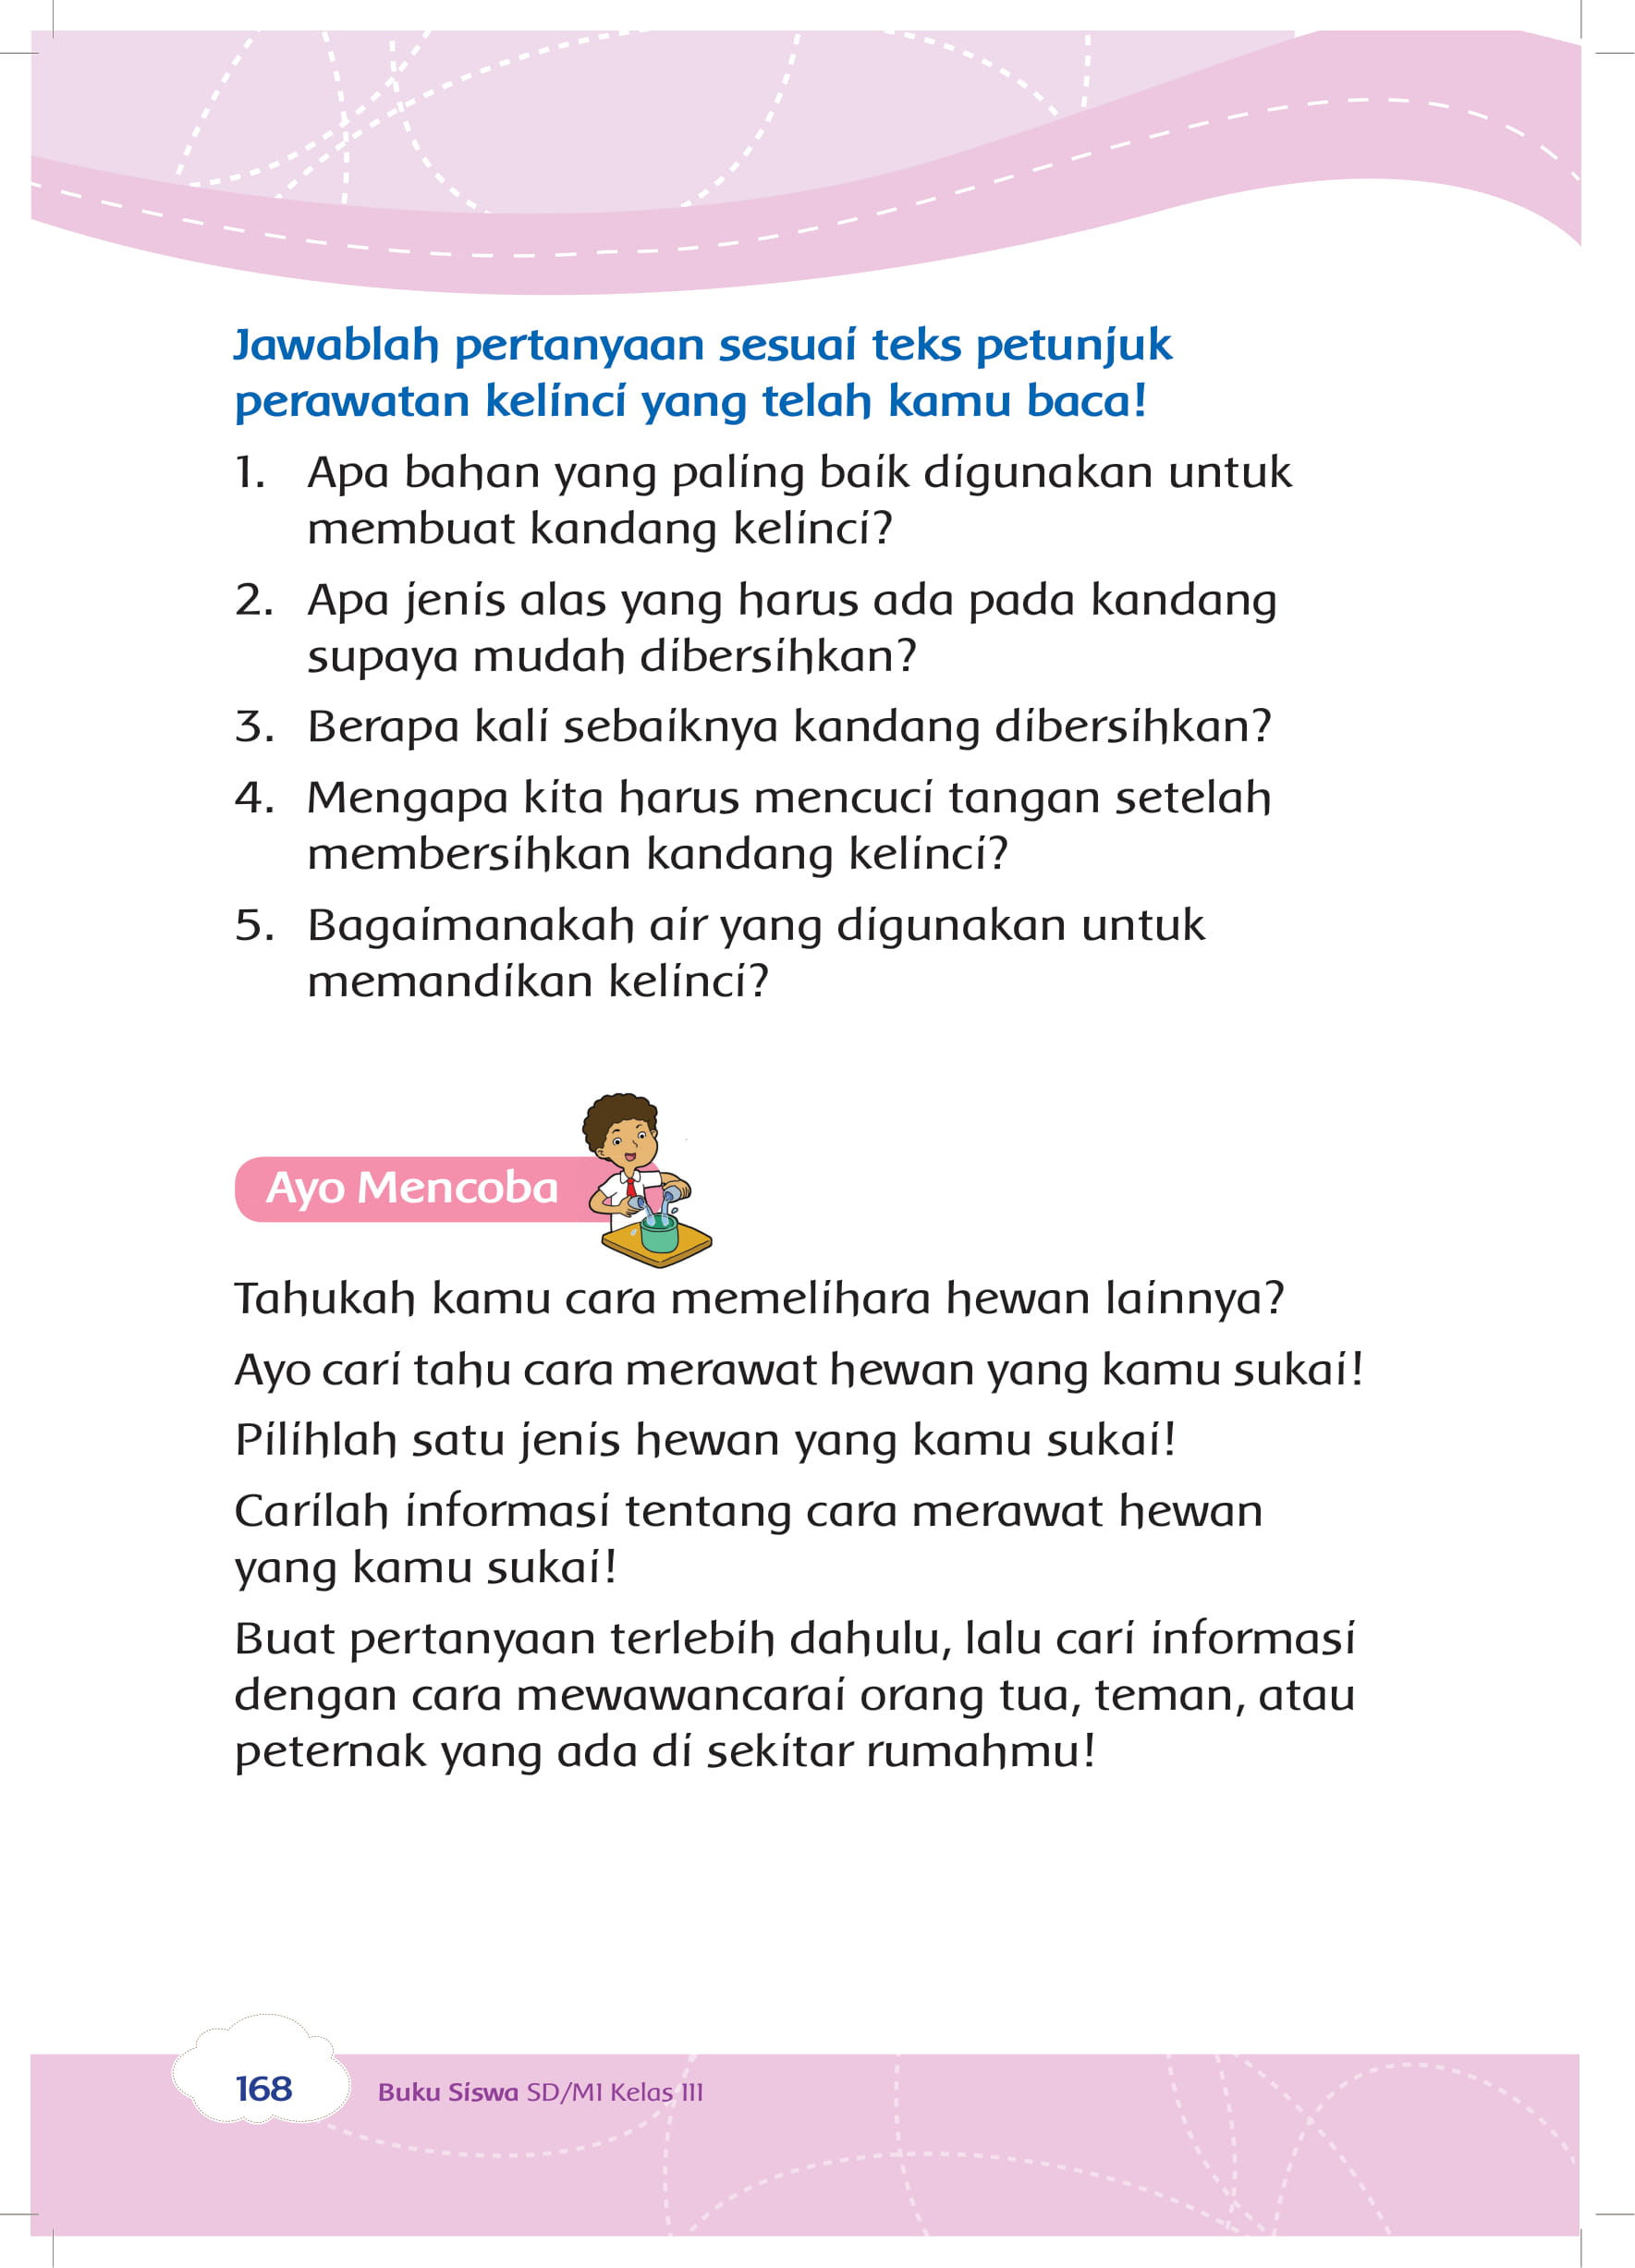 Jawablah pertanyaan sesuai teks petunjuk
perawatan kelinci yang telah kamu baca!
1. Apa bahan yang paling baik digunakan untuk
membuat kandang kelinci?
2. Apa jenis alas yang harus ada pada kandang
supaya mudah dibersihkan?
3. Berapa kali sebaiknya kandang dibersihkan?
4. Mengapa kita harus mencuci tangan setelah
membersihkan kandang kelinci?
5. Bagaimanakah air yang digunakan untuk
memandikan kelinci?
Ayo Mencoba
Tahukah kamu cara memelihara hewan lainnya?
Ayo cari tahu cara merawat hewan yang kamu sukai!
Pilihlah satu jenis hewan yang kamu sukai!
Carilah informasi tentang cara merawat hewan
yang kamu sukai!
Buat pertanyaan terlebih dahulu, lalu cari informasi
dengan cara mewawancarai orang tua, teman, atau
peternak yang ada di sekitar rumahmu!
168 Buku Siswa SD/MI Kelas III